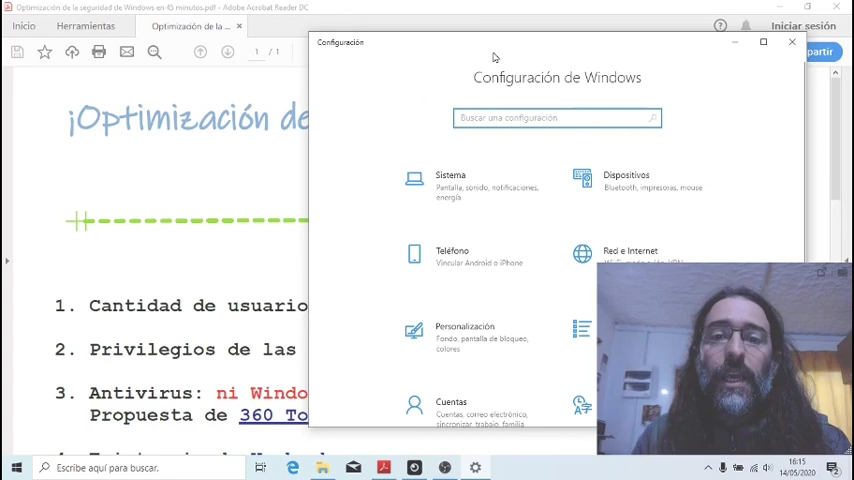 Optimización de la seguridad de Windows en 45 minutos.pdf - Adobe Acrobat Reader DC
Inicio
Herramientas
Optimización de la ...
Iniciar sesión
1 / 1
partir
¡Optimización de
1. Cantidad de usuario
2. Privilegios de las
3. Antivirus: ni Windo
Propuesta de 360 To
Configuración
Configuración de Windows
Buscar una configuración
Sistema
Pantalla, sonido, notificaciones,
energía
Dispositivos
Bluetooth, impresoras, mouse
Teléfono
Vincular Android o iPhone
Red e Internet
Personalización
Fondo, pantalla de bloqueo,
colores
Cuentas
Cuentas, correo electrónico,
sincronizar, trabajo, familia
Escribe aquí para buscar.
16:15
14/05/2020
2